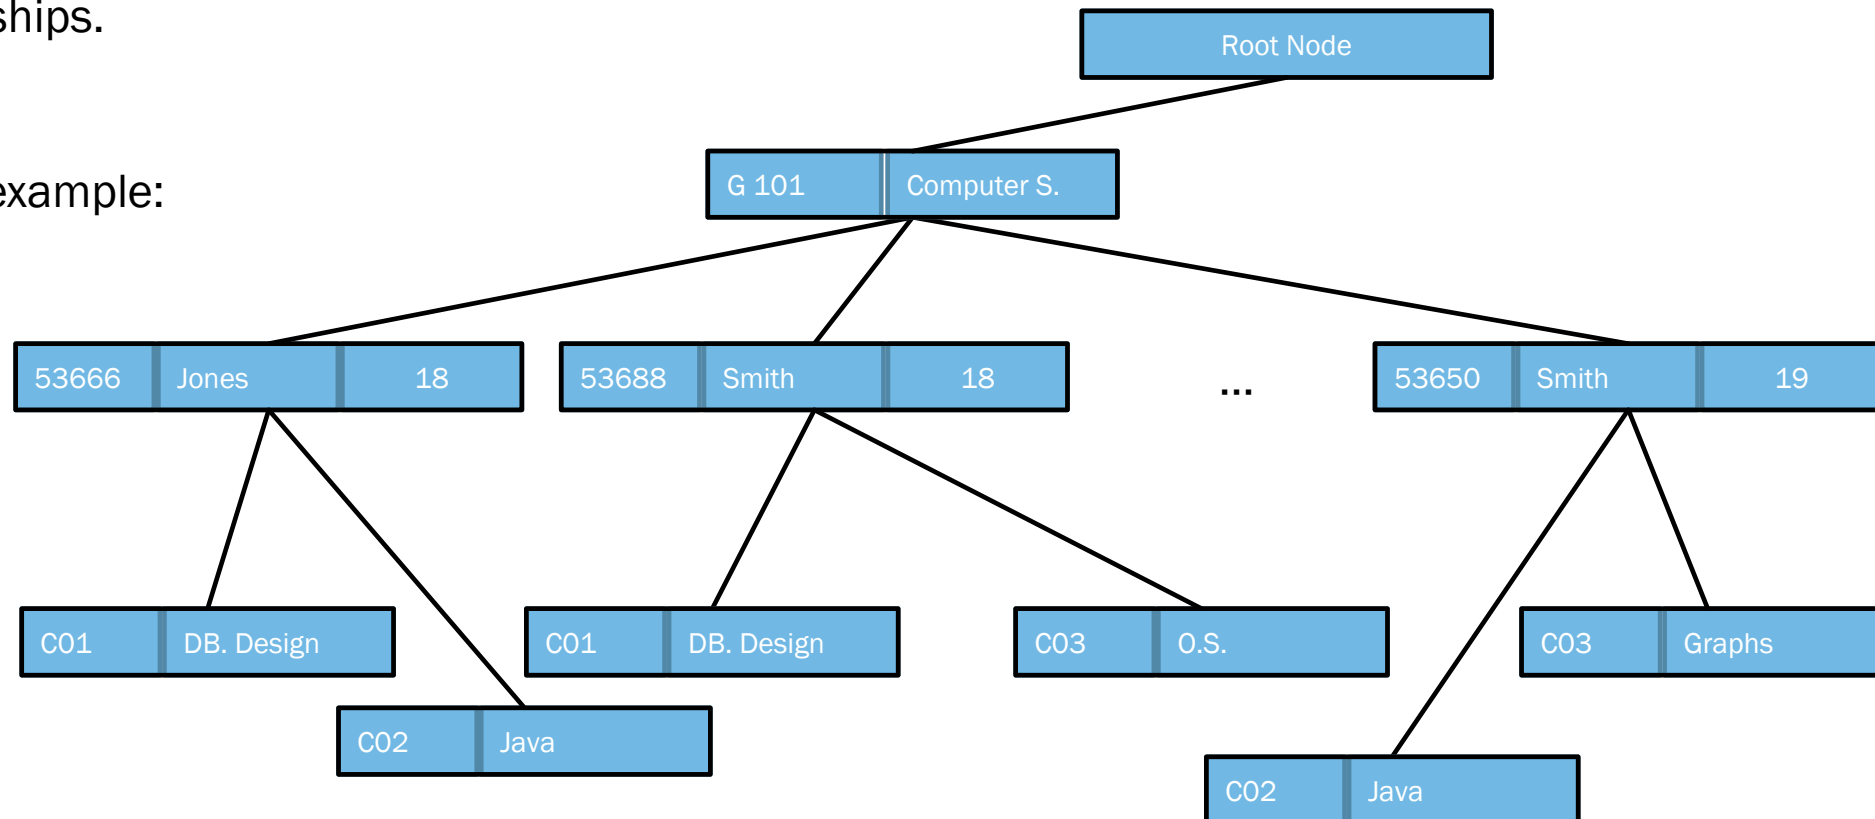 ships.
Root Node
example:
G 101 Computer S.
53666 Jones 18 53688 Smith 18 ... 53650 Smith 19
C01 DB. Design C01 DB. Design C03 O.S. C03 Graphs
C02 Java
C02 Java